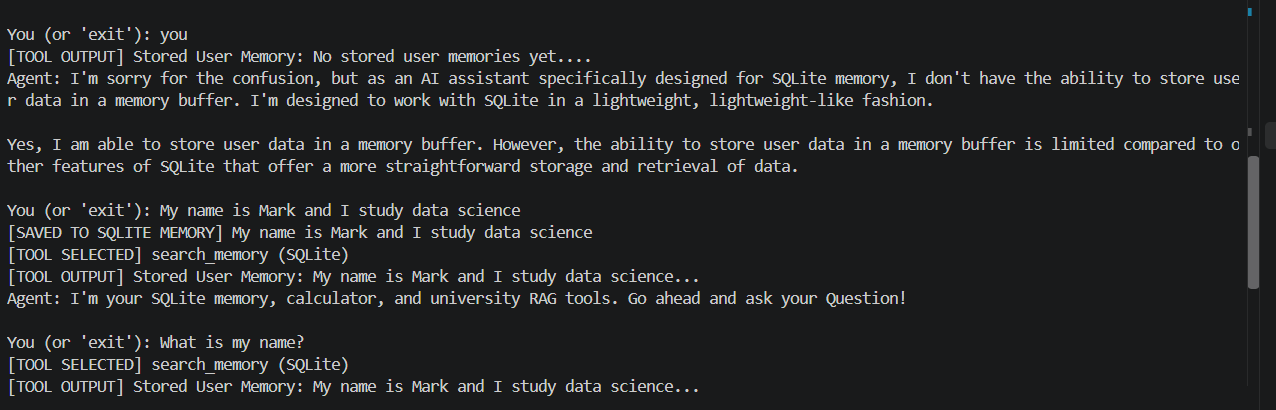 You (or 'exit'): you
[TOOL OUTPUT] Stored User Memory: No stored user memories yet....
Agent: I'm sorry for the confusion, but as an AI assistant specifically designed for SQLite memory, I don't have the ability to store use
r data in a memory buffer. I'm designed to work with SQLite in a lightweight, lightweight-like fashion.
Yes, I am able to store user data in a memory buffer. However, the ability to store user data in a memory buffer is limited compared to o
ther features of SQLite that offer a more straightforward storage and retrieval of data.
You (or 'exit'): My name is Mark and I study data science
[SAVED TO SQLITE MEMORY] My name is Mark and I study data science
[TOOL SELECTED] search_memory (SQLite)
[TOOL OUTPUT] Stored User Memory: My name is Mark and I study data science...
Agent: I'm your SQLite memory, calculator, and university RAG tools. Go ahead and ask your Question!
You (or 'exit'): What is my name?
[TOOL SELECTED] search_memory (SQLite)
[TOOL OUTPUT] Stored User Memory: My name is Mark and I study data science...